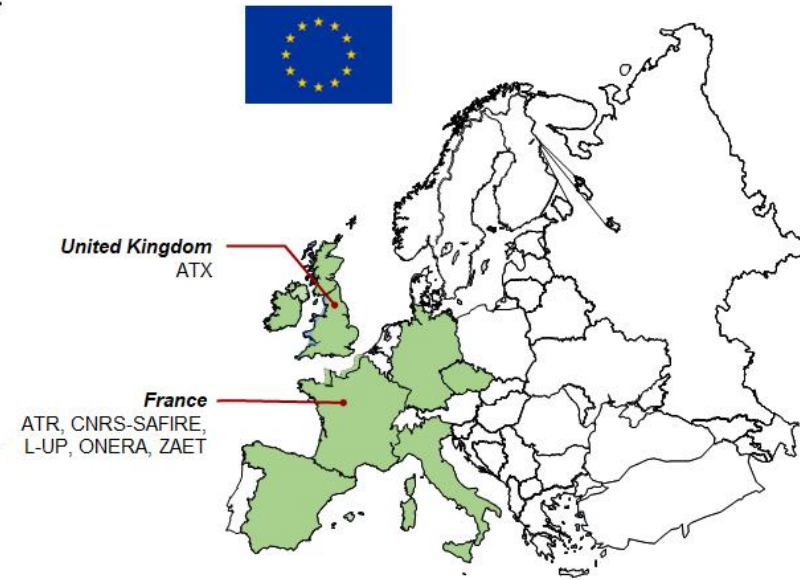 United Kingdom
ATX
France
ATR, CNRS-SAFIRE,
L-UP, ONERA, ZAET